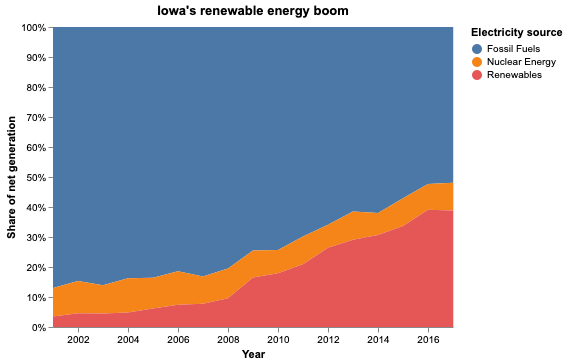 Iowa's renewable energy boom
Electricity source
Fossil Fuels
Nuclear Energy
Renewables
Share of net generation
100%
90%
80%
70%
60%
50%
40%
30%
20%
10%
0%
2002 2004 2006 2008 2010 2012 2014 2016
Year